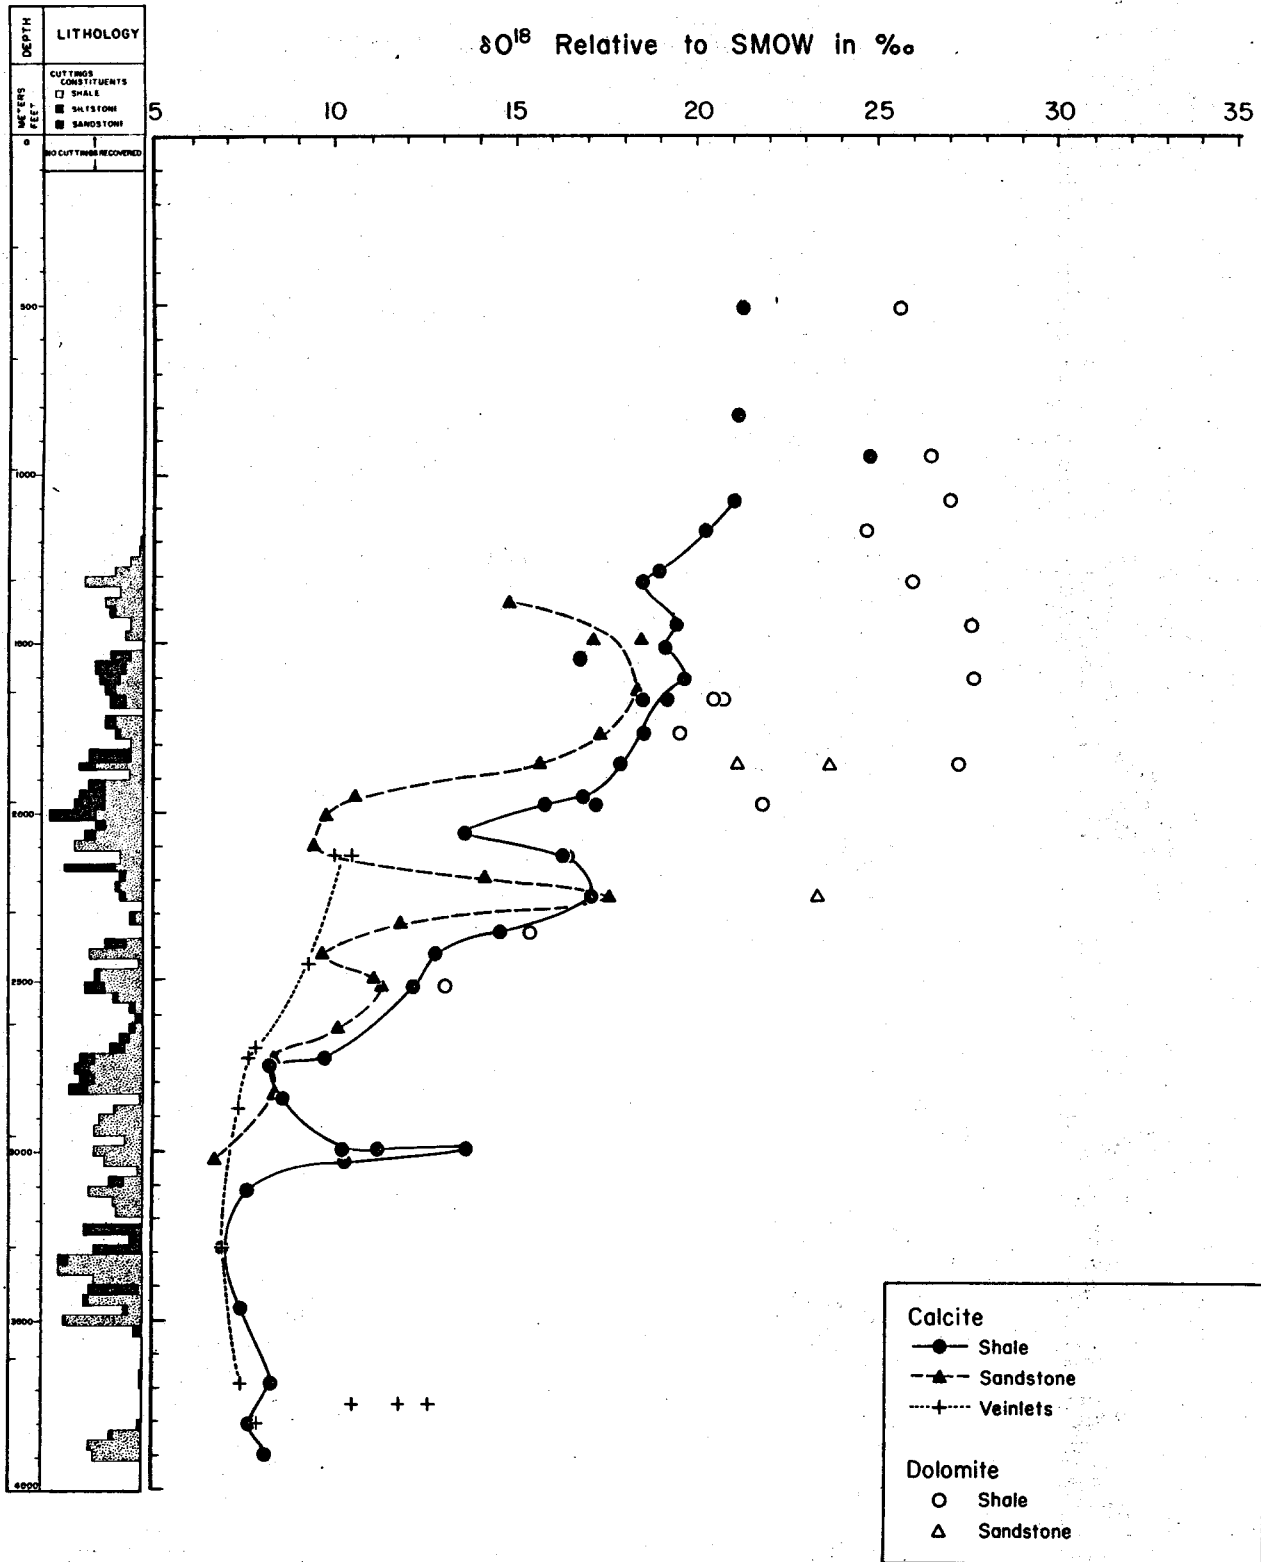 DEPTH
LITHOLOGY
δO¹⁸ Relative to SMOW in ‰
METERS
FEET
CUTTINGS
CONSTITUENTS
SHALE
SILTSTONE
SANDSTONE
5 10 15 20 25 30 35
0
NO CUTTINGS RECOVERED
500
1000
1500
2000
2500
3000
3500
4000
Calcite
Shale
Sandstone
Veinlets
Dolomite
Shale
Sandstone